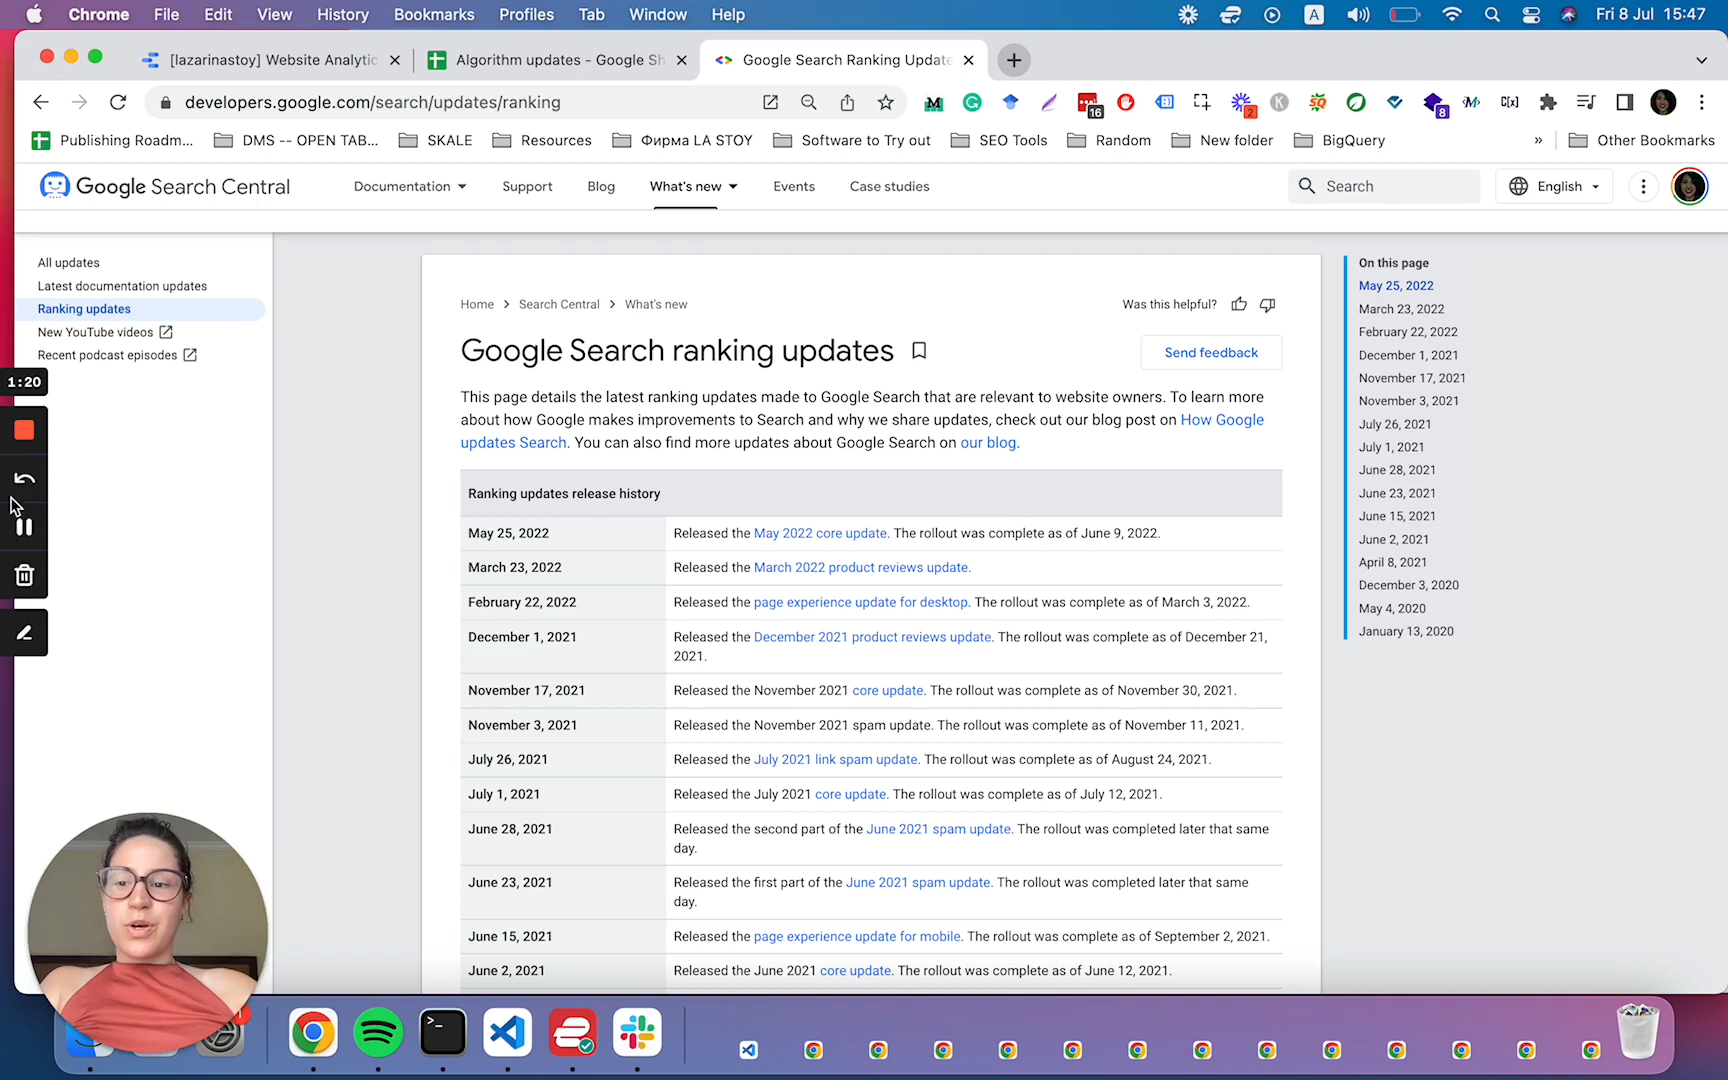 Chrome File Edit View History Bookmarks Profiles Tab Window Help A Fri 8 Jul 15:47
[lazarinastoy] Website Analytic Algorithm updates - Google Sh Google Search Ranking Update
developers.google.com/search/updates/ranking 16 2 K SQ 8 M [x]
Publishing Roadm... DMS -- OPEN TAB... SKALE Resources Фирма LA STOY Software to Try out SEO Tools Random New folder BigQuery » Other Bookmarks
Google Search Central Documentation Support Blog What's new Events Case studies Search English
All updates
Latest documentation updates
Ranking updates
New YouTube videos
Recent podcast episodes
1:20
Home > Search Central > What's new Was this helpful?
Google Search ranking updates Send feedback
This page details the latest ranking updates made to Google Search that are relevant to website owners. To learn more
about how Google makes improvements to Search and why we share updates, check out our blog post on How Google
updates Search. You can also find more updates about Google Search on our blog.
Ranking updates release history
May 25, 2022 Released the May 2022 core update. The rollout was complete as of June 9, 2022.
March 23, 2022 Released the March 2022 product reviews update.
February 22, 2022 Released the page experience update for desktop. The rollout was complete as of March 3, 2022.
December 1, 2021 Released the December 2021 product reviews update. The rollout was complete as of December 21,
2021.
November 17, 2021 Released the November 2021 core update. The rollout was complete as of November 30, 2021.
November 3, 2021 Released the November 2021 spam update. The rollout was complete as of November 11, 2021.
July 26, 2021 Released the July 2021 link spam update. The rollout was complete as of August 24, 2021.
July 1, 2021 Released the July 2021 core update. The rollout was complete as of July 12, 2021.
June 28, 2021 Released the second part of the June 2021 spam update. The rollout was completed later that same
day.
June 23, 2021 Released the first part of the June 2021 spam update. The rollout was completed later that same
day.
June 15, 2021 Released the page experience update for mobile. The rollout was complete as of September 2, 2021.
June 2, 2021 Released the June 2021 core update. The rollout was complete as of June 12, 2021.
On this page
May 25, 2022
March 23, 2022
February 22, 2022
December 1, 2021
November 17, 2021
November 3, 2021
July 26, 2021
July 1, 2021
June 28, 2021
June 23, 2021
June 15, 2021
June 2, 2021
April 8, 2021
December 3, 2020
May 4, 2020
January 13, 2020